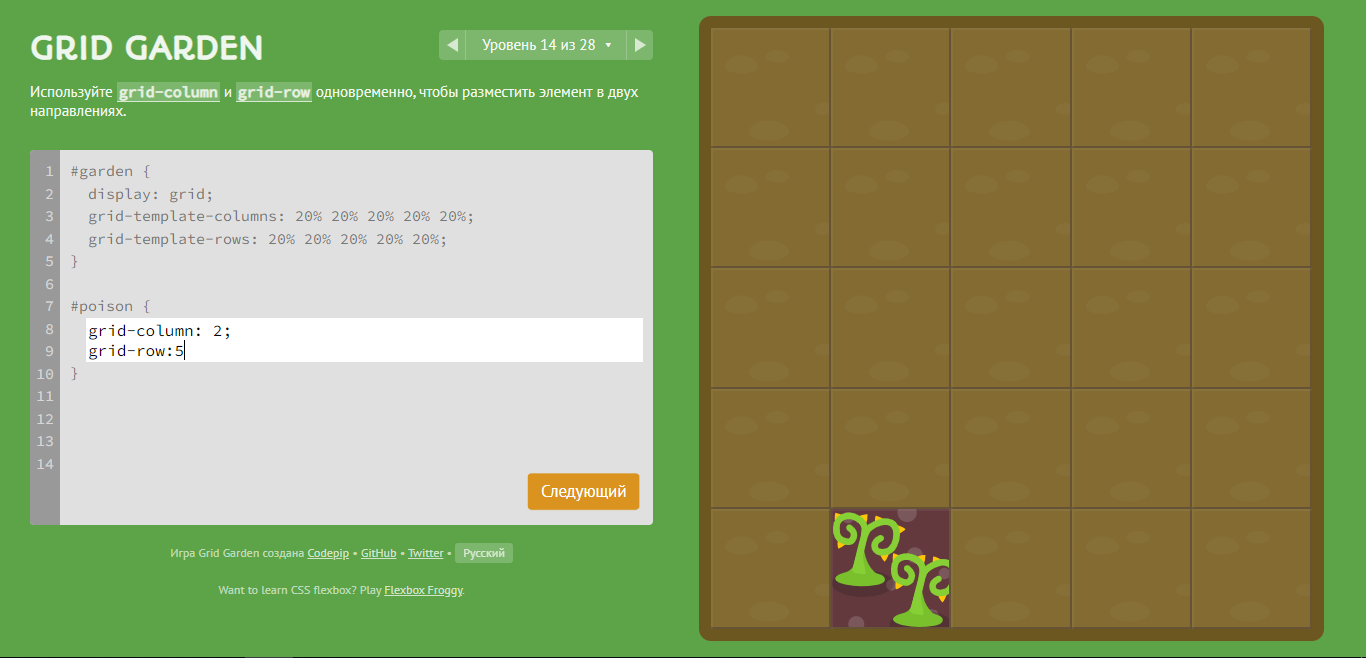 GRID GARDEN
Уровень 14 из 28
Используйте grid-column и grid-row одновременно, чтобы разместить элемент в двух
направлениях.
1 #garden {
2 display: grid;
3 grid-template-columns: 20% 20% 20% 20% 20%;
4 grid-template-rows: 20% 20% 20% 20% 20%;
5 }
6
7 #poison {
8 grid-column: 2;
9 grid-row:5
10 }
11
12
13
14
Следующий
Игра Grid Garden создана Codepip • GitHub • Twitter • Русский
Want to learn CSS flexbox? Play Flexbox Froggy.